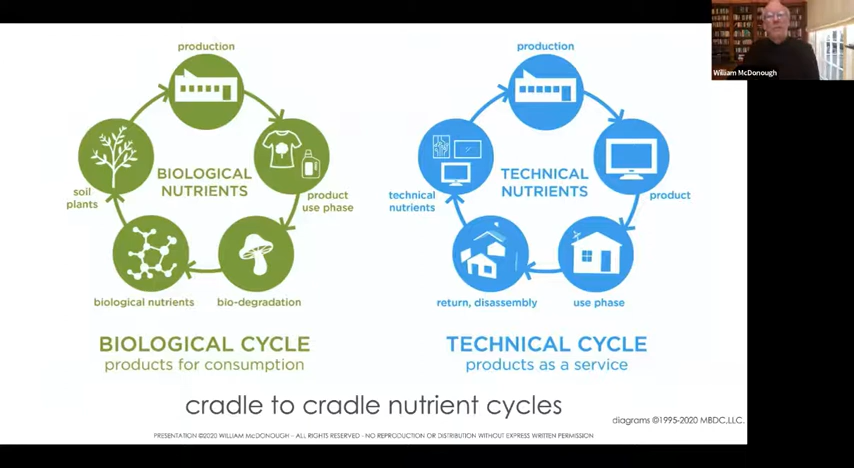 William McDonough
production
BIOLOGICAL
NUTRIENTS
product
use phase
bio-degradation
biological nutrients
soil
plants
BIOLOGICAL CYCLE
products for consumption
production
TECHNICAL
NUTRIENTS
product
use phase
return, disassembly
technical
nutrients
TECHNICAL CYCLE
products as a service
cradle to cradle nutrient cycles
diagrams ©1995-2020 MBDC,LLC.
PRESENTATION ©2020 WILLIAM McDONOUGH - ALL RIGHTS RESERVED - NO REPRODUCTION OR DISTRIBUTION WITHOUT EXPRESS WRITTEN PERMISSION